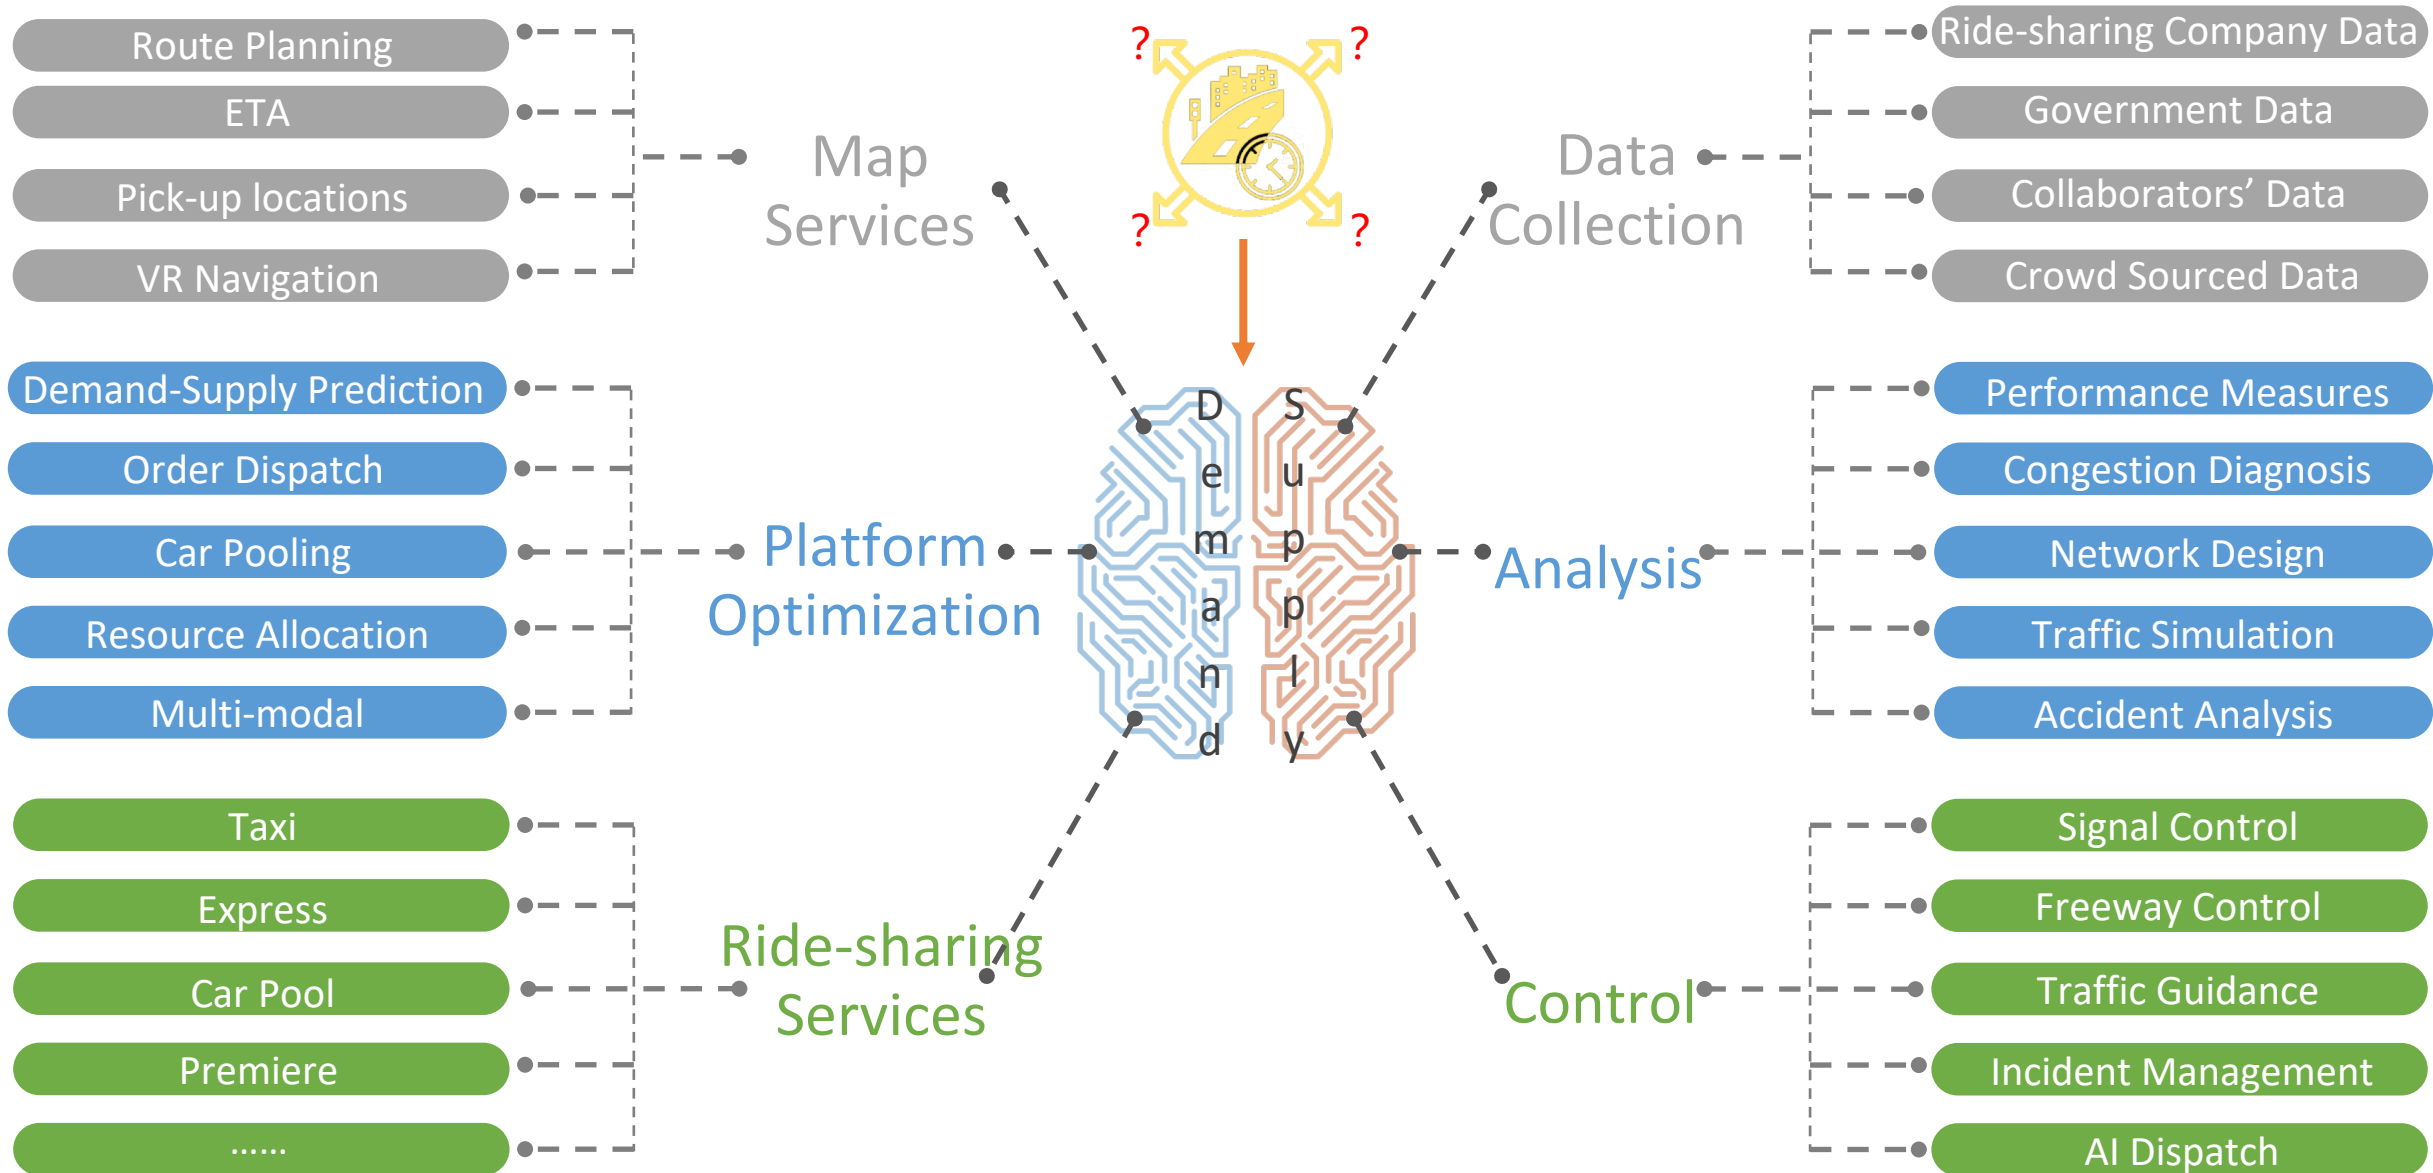 Route Planning
ETA
Pick-up locations
VR Navigation
Map
Services
Demand-Supply Prediction
Order Dispatch
Car Pooling
Resource Allocation
Multi-modal
Platform
Optimization
Taxi
Express
Car Pool
Premiere
......
Ride-sharing
Services
?
?
?
?
Demand
Supply
Data
Collection
Ride-sharing Company Data
Government Data
Collaborators’ Data
Crowd Sourced Data
Analysis
Performance Measures
Congestion Diagnosis
Network Design
Traffic Simulation
Accident Analysis
Control
Signal Control
Freeway Control
Traffic Guidance
Incident Management
AI Dispatch